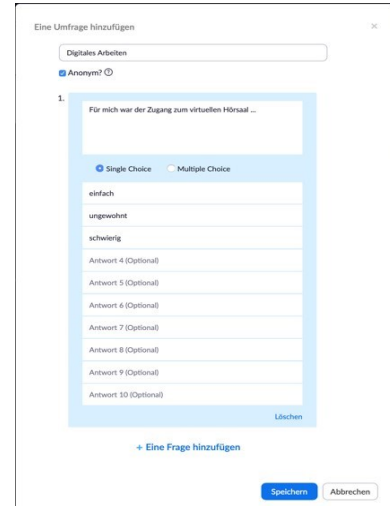 Eine Umfrage hinzufügen
Digitales Arbeiten
Anonym?
1.
Für mich war der Zugang zum virtuellen Hörsaal ...
Single Choice Multiple Choice
einfach
ungewohnt
schwierig
Antwort 4 (Optional)
Antwort 5 (Optional)
Antwort 6 (Optional)
Antwort 7 (Optional)
Antwort 8 (Optional)
Antwort 9 (Optional)
Antwort 10 (Optional)
Löschen
+ Eine Frage hinzufügen
Speichern Abbrechen